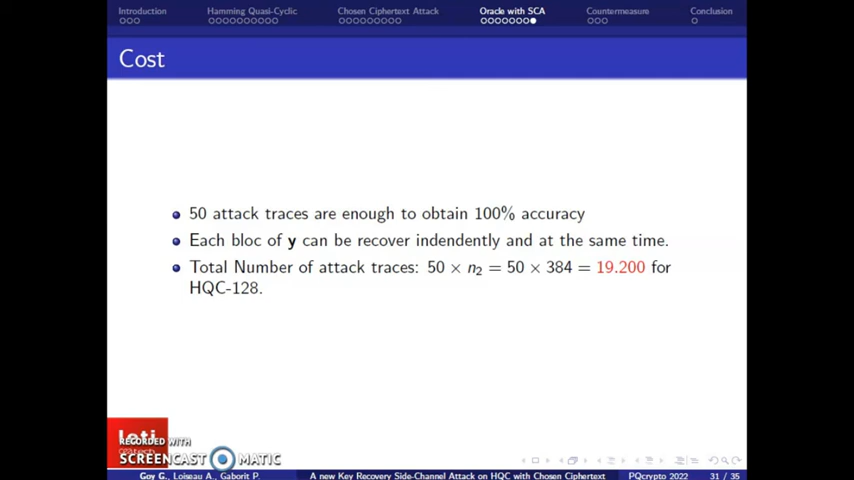 Introduction Hamming Quasi-Cyclic Chosen Ciphertext Attack Oracle with SCA Countermeasure Conclusion
Cost
50 attack traces are enough to obtain 100% accuracy
Each bloc of y can be recover indendently and at the same time.
Total Number of attack traces: 50 × n₂ = 50 × 384 = 19.200 for
HQC-128.
leti
RECORDED WITH
SCREENCAST MATIC
Goy G., Loiseau A., Gaborit P. A new Key Recovery Side-Channel Attack on HQC with Chosen Ciphertext PQcrypto 2022 31 / 35